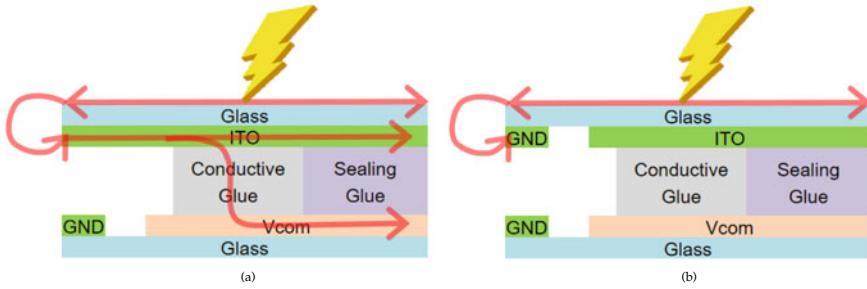 Glass
ITO
Conductive Glue
Sealing Glue
GND
Vcom
Glass
(a)
Glass
GND
ITO
Conductive Glue
Sealing Glue
GND
Vcom
Glass
(b)